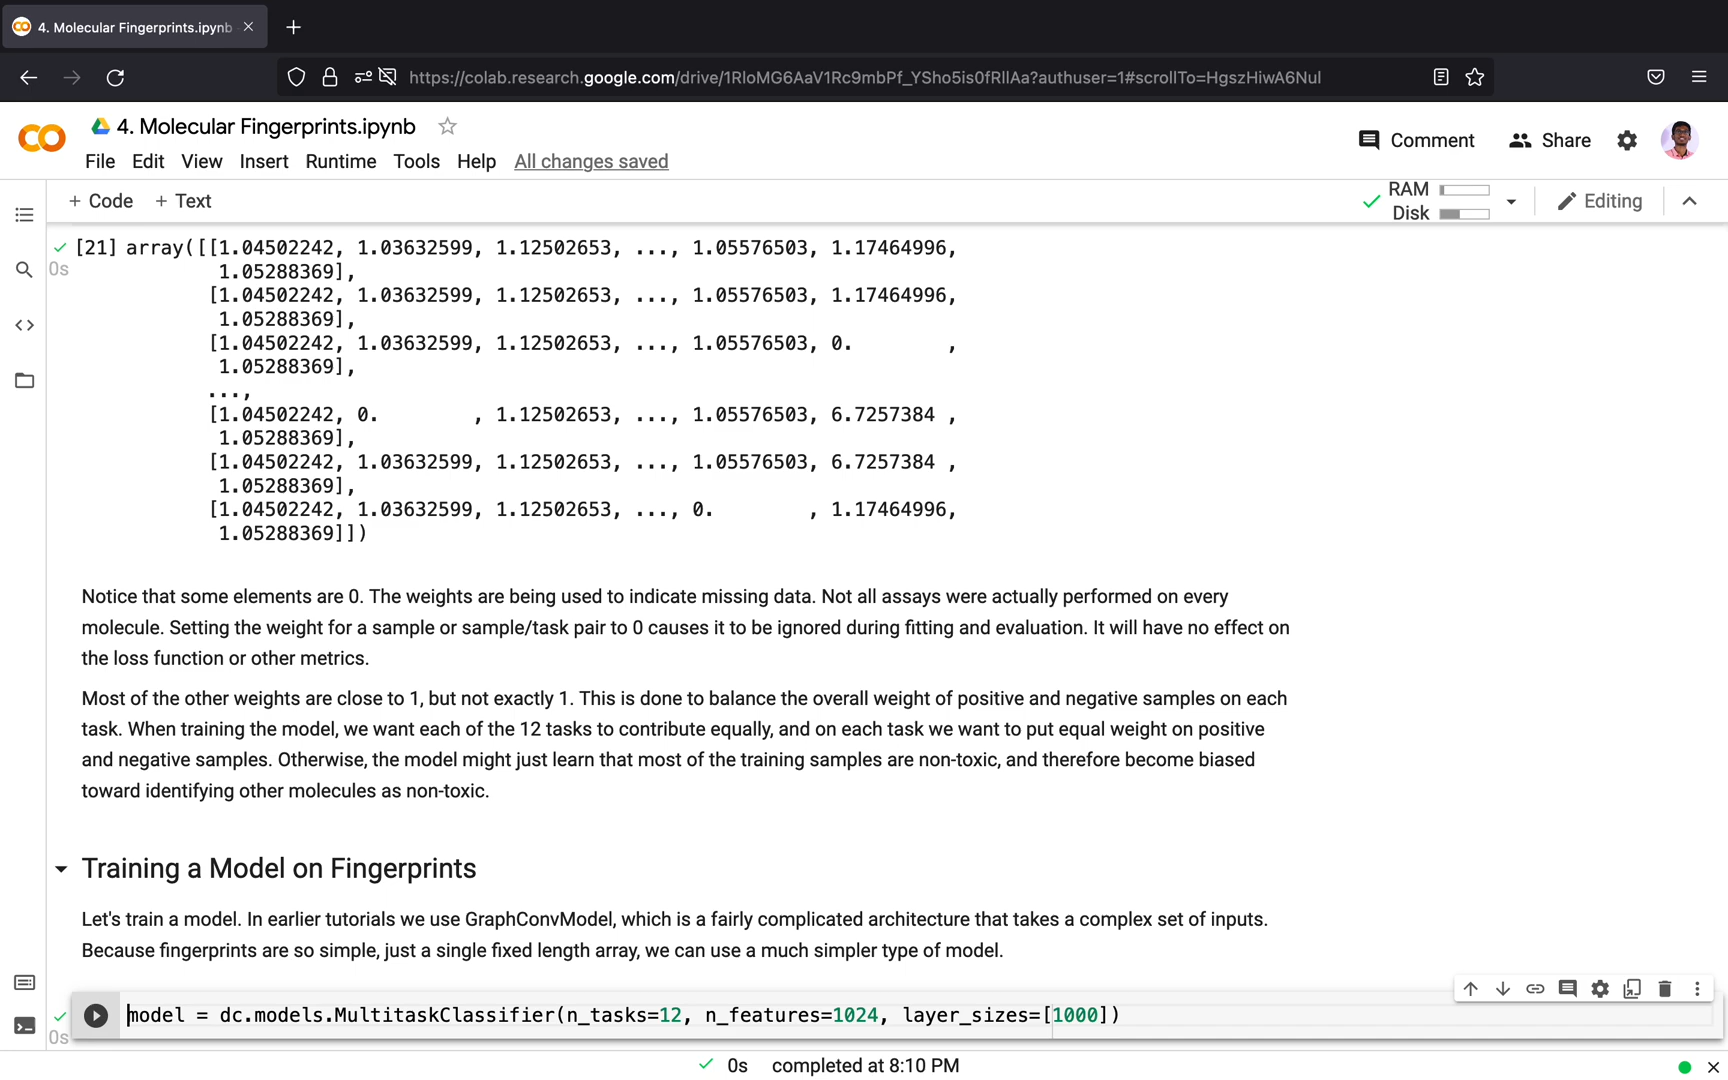 4. Molecular Fingerprints.ipynb
https://colab.research.google.com/drive/1RloMG6AaV1Rc9mbPf_YSho5is0fRllAa?authuser=1#scrollTo=HgszHiwA6Nul
4. Molecular Fingerprints.ipynb
Comment Share
File Edit View Insert Runtime Tools Help All changes saved
+ Code + Text
RAM
Disk
Editing
[21] array([[1.04502242, 1.03632599, 1.12502653, ..., 1.05576503, 1.17464996,
0s 1.05288369],
[1.04502242, 1.03632599, 1.12502653, ..., 1.05576503, 1.17464996,
1.05288369],
[1.04502242, 1.03632599, 1.12502653, ..., 1.05576503, 0.        ,
1.05288369],
...,
[1.04502242, 0.        , 1.12502653, ..., 1.05576503, 6.7257384 ,
1.05288369],
[1.04502242, 1.03632599, 1.12502653, ..., 1.05576503, 6.7257384 ,
1.05288369],
[1.04502242, 1.03632599, 1.12502653, ..., 0.        , 1.17464996,
1.05288369]])
Notice that some elements are 0. The weights are being used to indicate missing data. Not all assays were actually performed on every
molecule. Setting the weight for a sample or sample/task pair to 0 causes it to be ignored during fitting and evaluation. It will have no effect on
the loss function or other metrics.
Most of the other weights are close to 1, but not exactly 1. This is done to balance the overall weight of positive and negative samples on each
task. When training the model, we want each of the 12 tasks to contribute equally, and on each task we want to put equal weight on positive
and negative samples. Otherwise, the model might just learn that most of the training samples are non-toxic, and therefore become biased
toward identifying other molecules as non-toxic.
Training a Model on Fingerprints
Let's train a model. In earlier tutorials we use GraphConvModel, which is a fairly complicated architecture that takes a complex set of inputs.
Because fingerprints are so simple, just a single fixed length array, we can use a much simpler type of model.
model = dc.models.MultitaskClassifier(n_tasks=12, n_features=1024, layer_sizes=[1000])
0s
0s completed at 8:10 PM